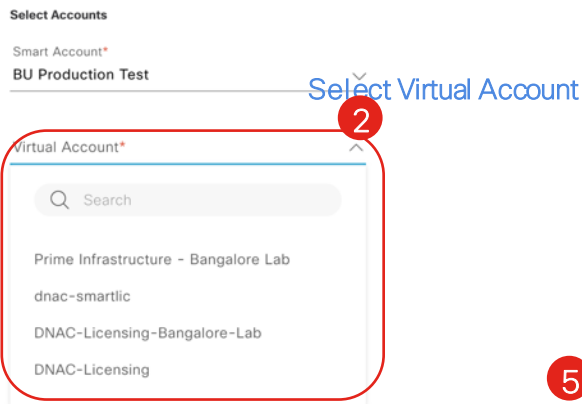 Select Accounts
Smart Account*
BU Production Test
Select Virtual Account
2
Virtual Account*
Search
Prime Infrastructure - Bangalore Lab
dnac-smartlic
DNAC-Licensing-Bangalore-Lab
DNAC-Licensing
5